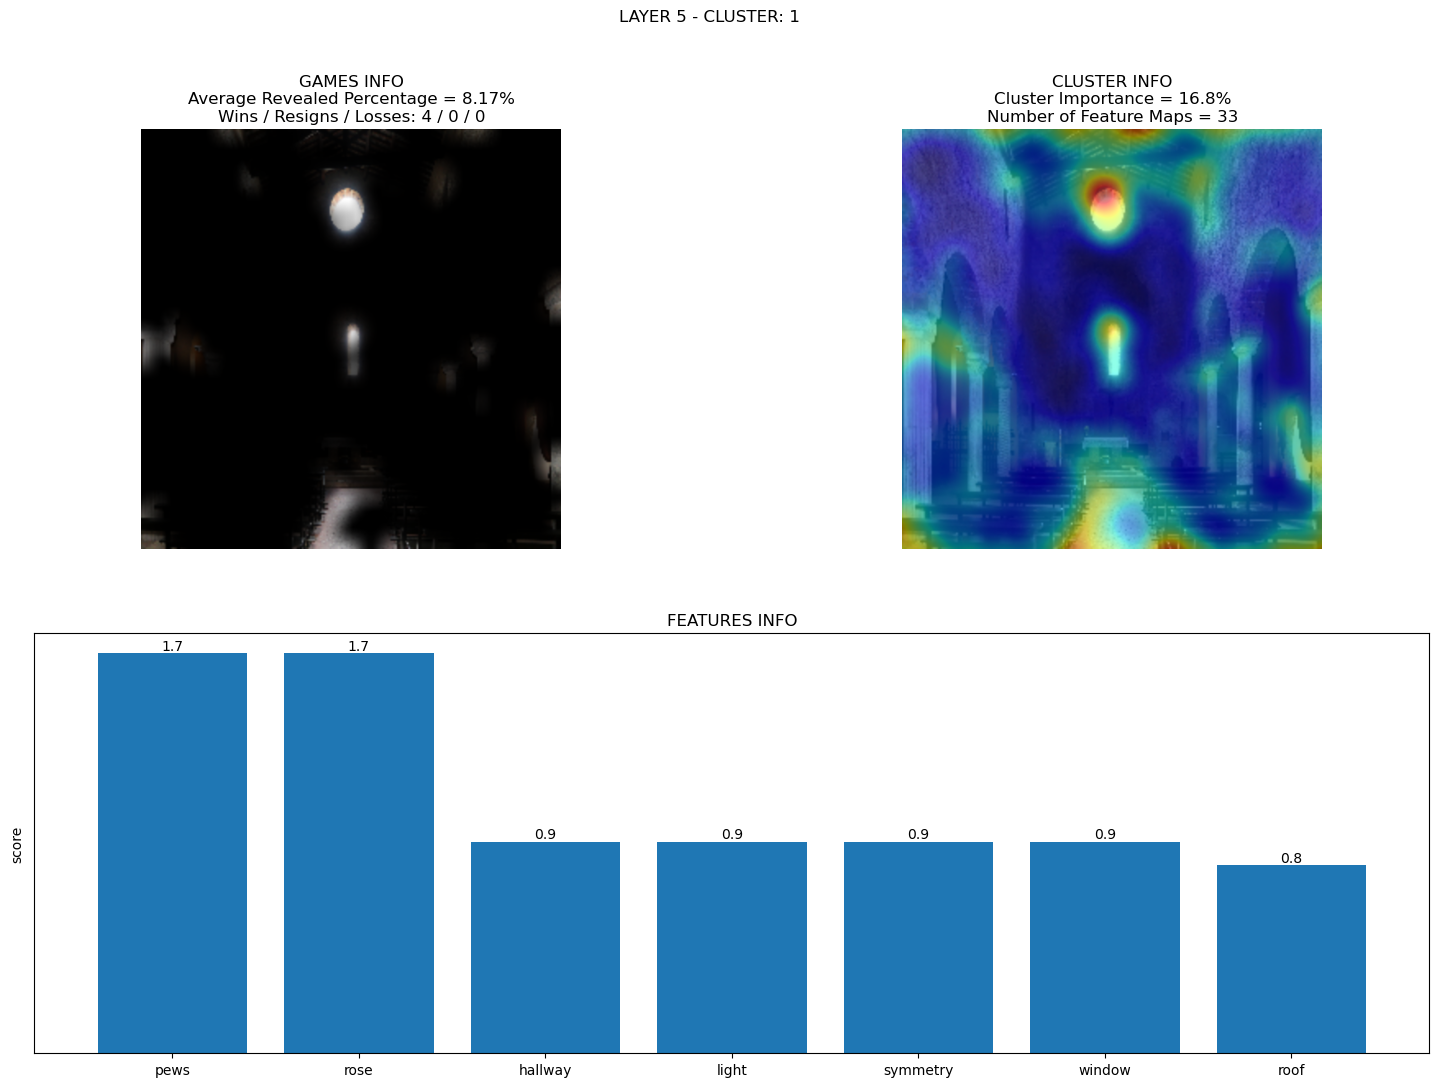 LAYER 5 - CLUSTER: 1
GAMES INFO
Average Revealed Percentage = 8.17%
Wins / Resigns / Losses: 4 / 0 / 0
CLUSTER INFO
Cluster Importance = 16.8%
Number of Feature Maps = 33
FEATURES INFO
score
1.7
1.7
0.9
0.9
0.9
0.9
0.8
pews
rose
hallway
light
symmetry
window
roof